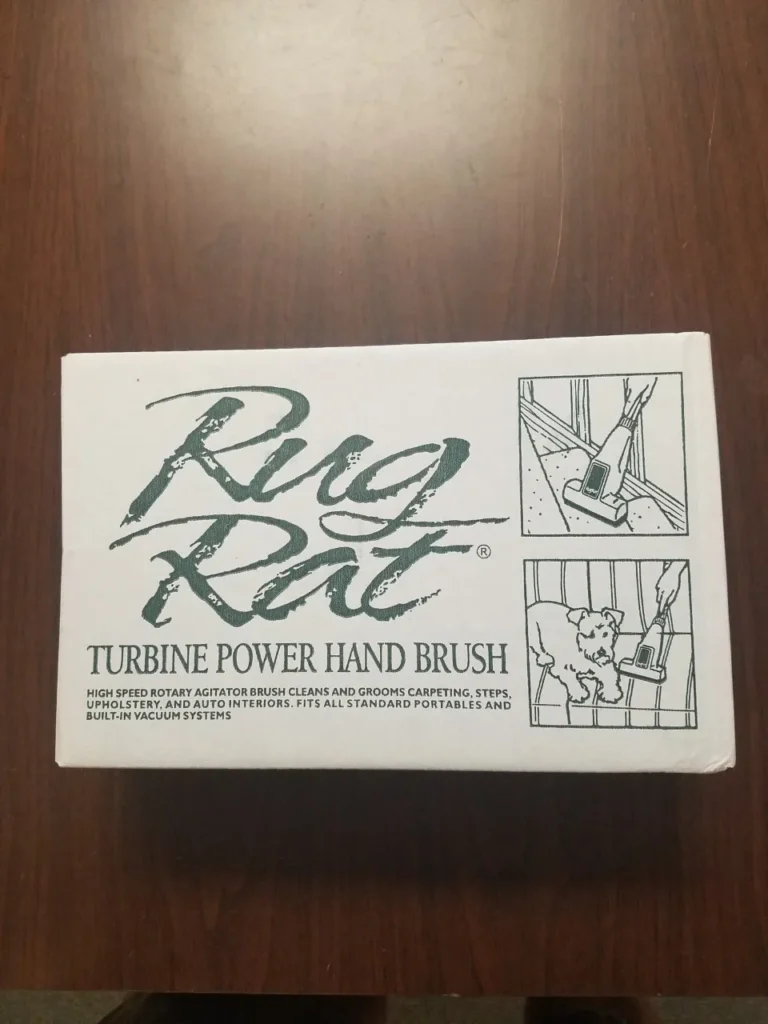 Rug
Rat®
TURBINE POWER HAND BRUSH
HIGH SPEED ROTARY AGITATOR BRUSH CLEANS AND GROOMS CARPETING, STEPS,
UPHOLSTERY, AND AUTO INTERIORS. FITS ALL STANDARD PORTABLES AND
BUILT-IN VACUUM SYSTEMS